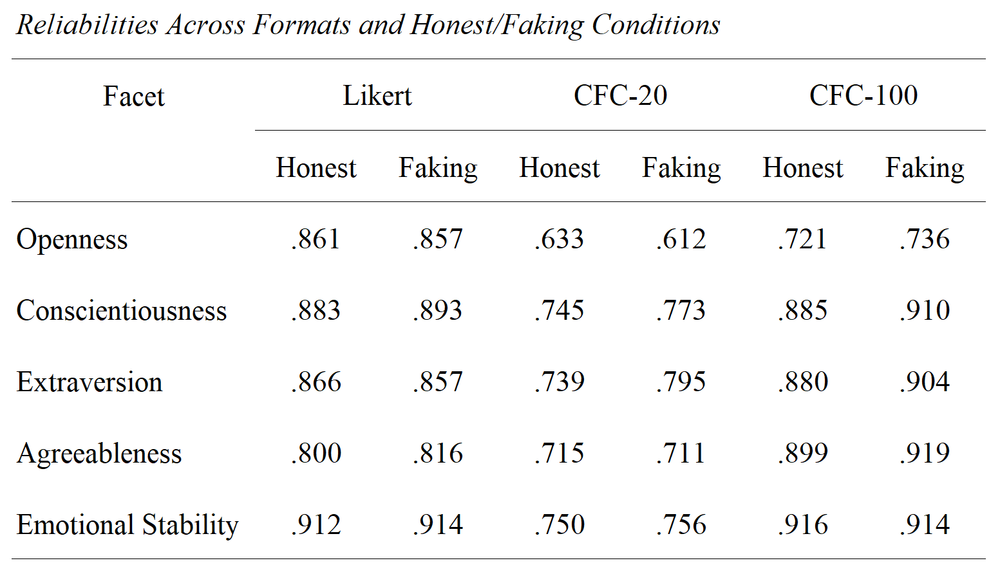 Reliabilities Across Formats and Honest/Faking Conditions
Facet Likert CFC-20 CFC-100
Honest Faking Honest Faking Honest Faking
Openness .861 .857 .633 .612 .721 .736
Conscientiousness .883 .893 .745 .773 .885 .910
Extraversion .866 .857 .739 .795 .880 .904
Agreeableness .800 .816 .715 .711 .899 .919
Emotional Stability .912 .914 .750 .756 .916 .914